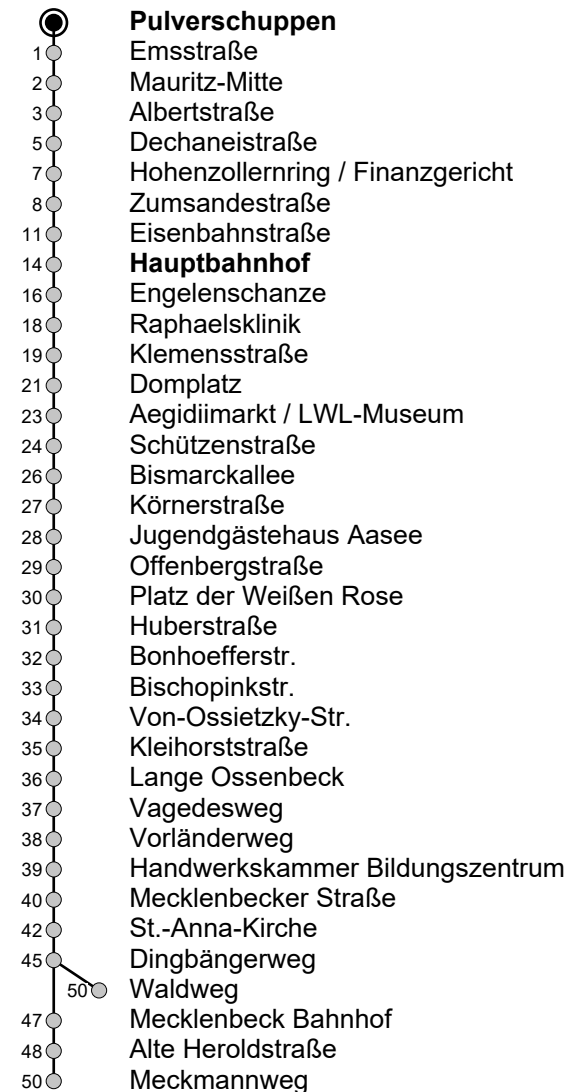 Pulverschuppen
1 Emsstraße
2 Mauritz-Mitte
3 Albertstraße
5 Dechaneistraße
7 Hohenzollernring / Finanzgericht
8 Zumsandestraße
11 Eisenbahnstraße
14 Hauptbahnhof
16 Engelenschanze
18 Raphaelsklinik
19 Klemensstraße
21 Domplatz
23 Aegidiimarkt / LWL-Museum
24 Schützenstraße
26 Bismarckallee
27 Körnerstraße
28 Jugendgästehaus Aasee
29 Offenbergstraße
30 Platz der Weißen Rose
31 Huberstraße
32 Bonhoefferstr.
33 Bischopinkstr.
34 Von-Ossietzky-Str.
35 Kleihorststraße
36 Lange Ossenbeck
37 Vagedesweg
38 Vorländerweg
39 Handwerkskammer Bildungszentrum
40 Mecklenbecker Straße
42 St.-Anna-Kirche
45 Dingbängerweg
50 Waldweg
47 Mecklenbeck Bahnhof
48 Alte Heroldstraße
50 Meckmannweg